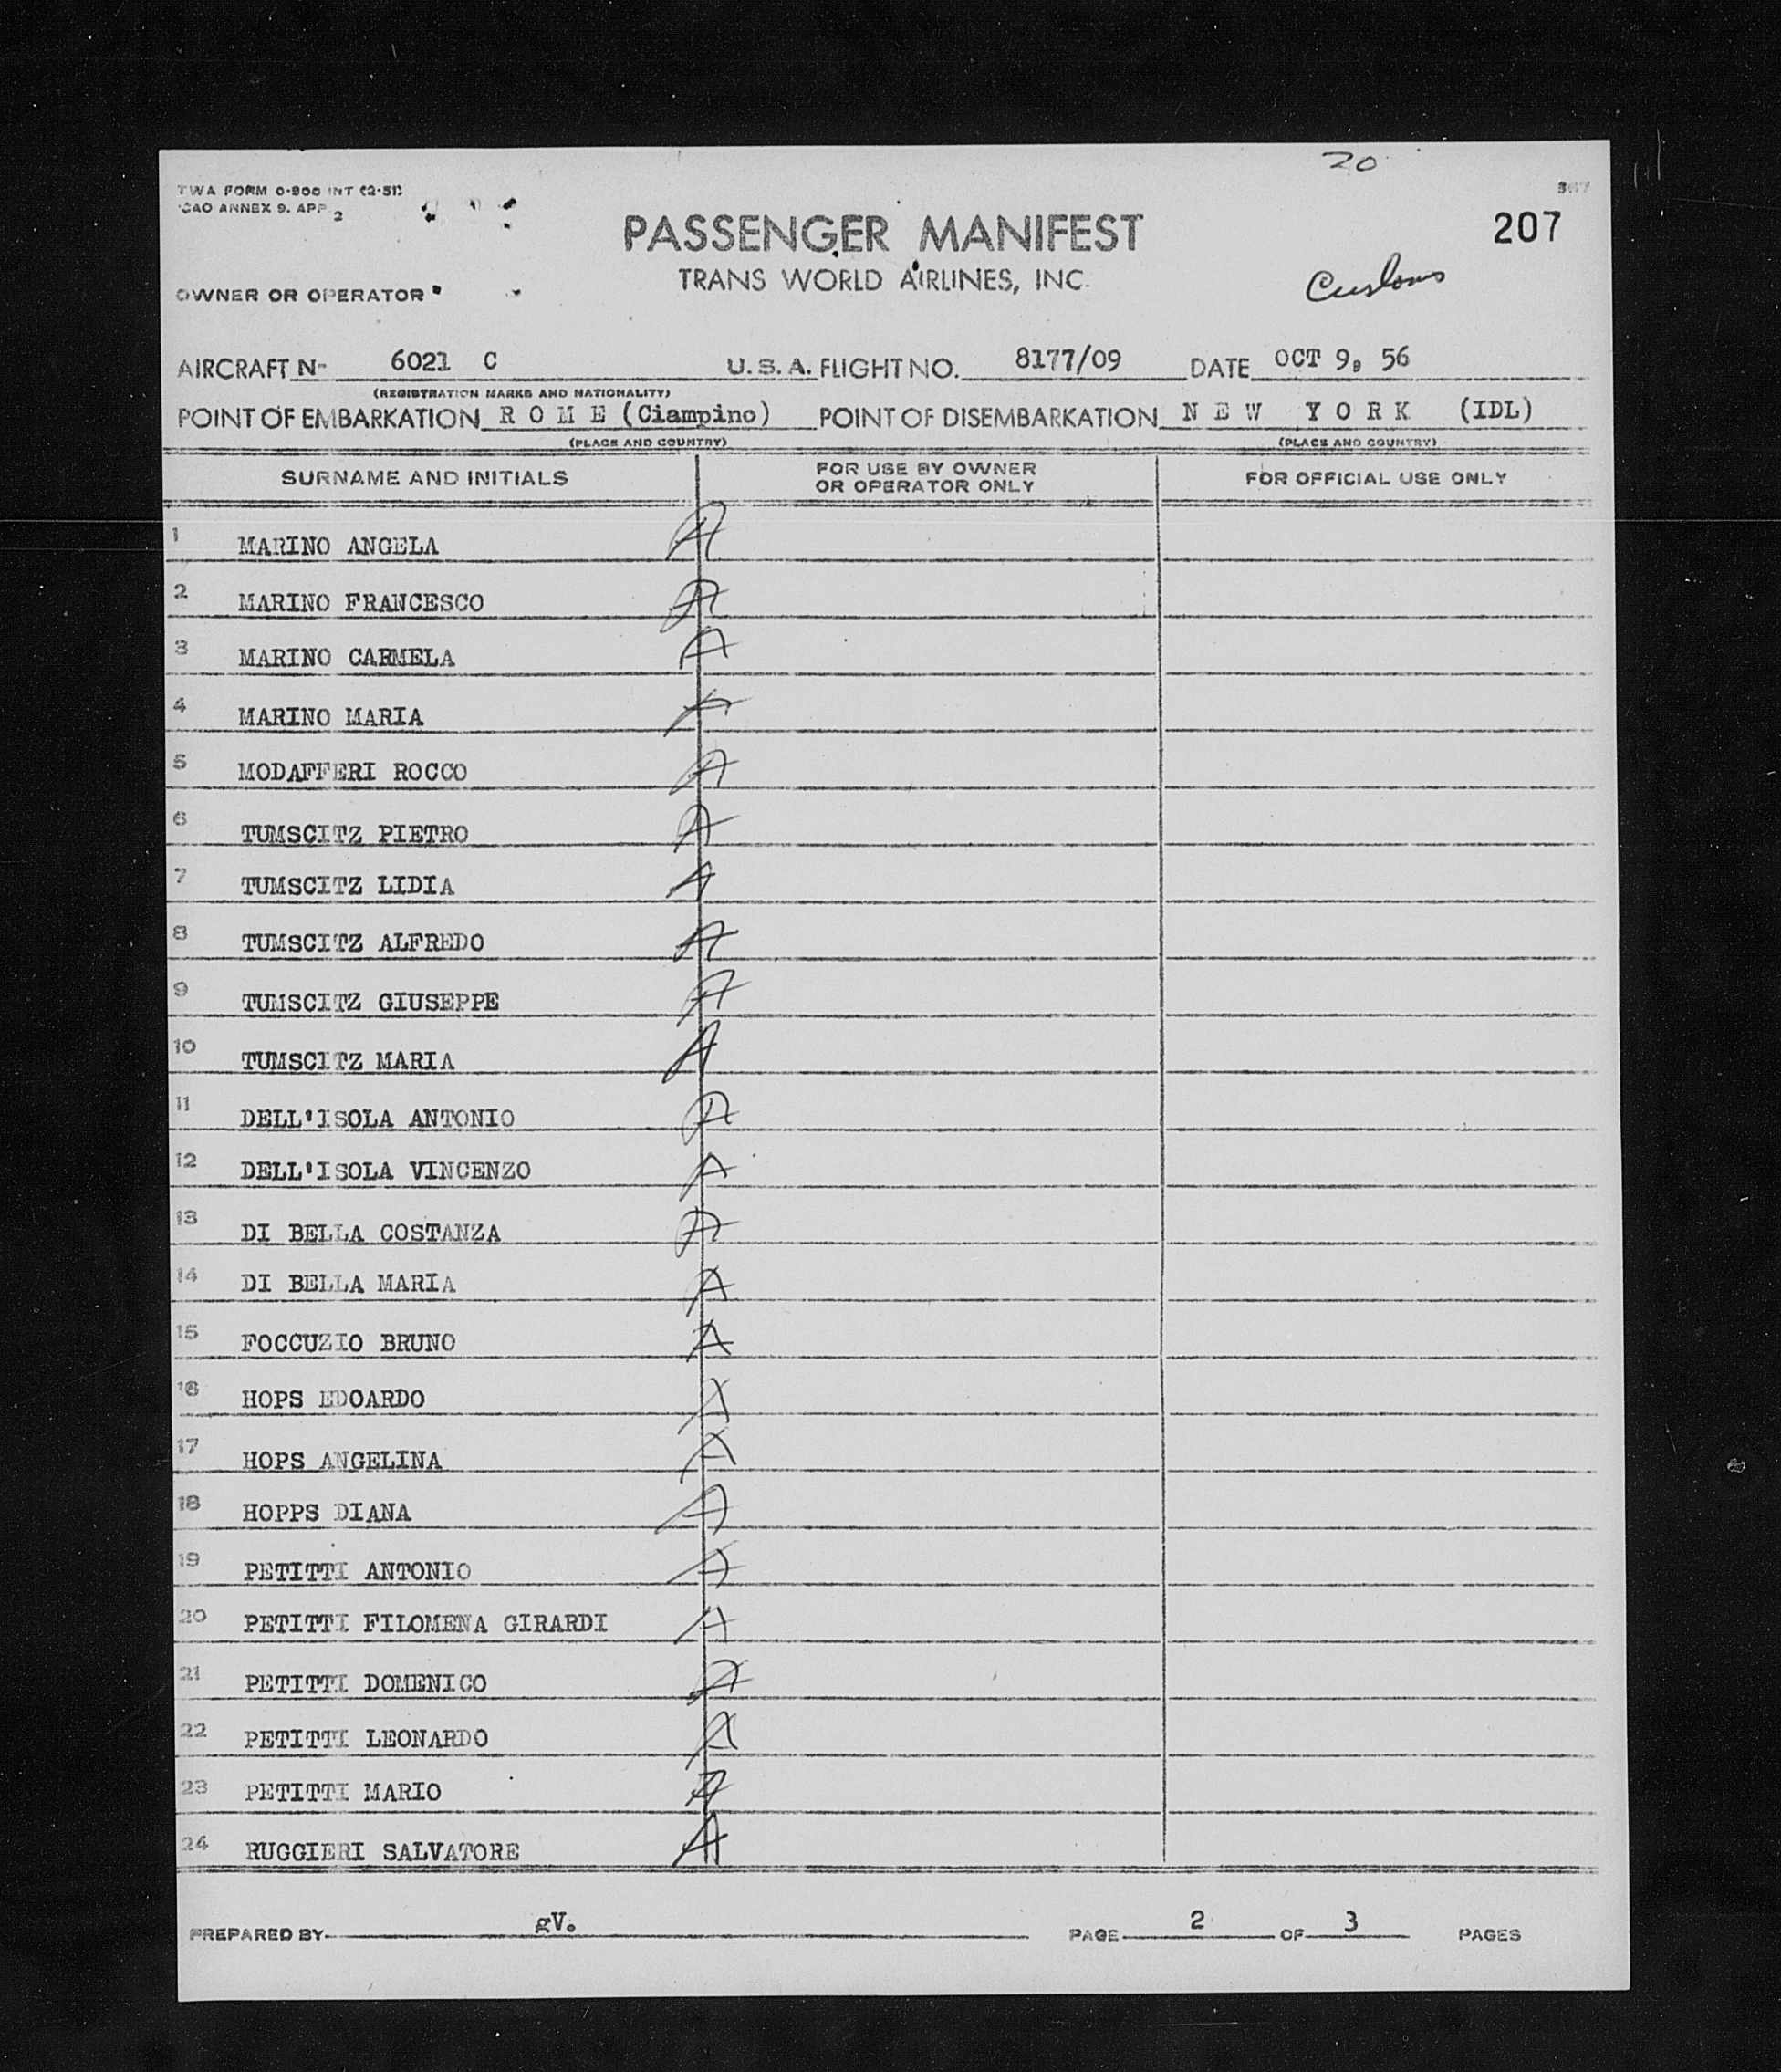 20
TWA FORM 0-800 INT (2-51)
ICAO ANNEX 9. APP 2
PASSENGER MANIFEST
207
TRANS WORLD AIRLINES, INC.
Customs
OWNER OR OPERATOR
AIRCRAFT No 6021 C U.S.A. FLIGHT NO. 8177/09 DATE OCT 9, 56
(REGISTRATION MARKS AND NATIONALITY)
POINT OF EMBARKATION ROME (Ciampino) POINT OF DISEMBARKATION NEW YORK (IDL)
(PLACE AND COUNTRY) (PLACE AND COUNTRY)
SURNAME AND INITIALS FOR USE BY OWNER OR OPERATOR ONLY FOR OFFICIAL USE ONLY
1 MARINO ANGELA A
2 MARINO FRANCESCO A
3 MARINO CARMELA A
4 MARINO MARIA A
5 MODAFFERI ROCCO A
6 TUMSCITZ PIETRO A
7 TUMSCITZ LIDIA A
8 TUMSCITZ ALFREDO A
9 TUMSCITZ GIUSEPPE A
10 TUMSCITZ MARIA A
11 DELL'ISOLA ANTONIO A
12 DELL'ISOLA VINCENZO A
13 DI BELLA COSTANZA A
14 DI BELLA MARIA A
15 FOCCUZIO BRUNO A
16 HOPS EDOARDO A
17 HOPS ANGELINA A
18 HOPPS DIANA A
19 PETITTI ANTONIO A
20 PETITTI FILOMENA GIRARDI A
21 PETITTI DOMENICO A
22 PETITTI LEONARDO A
23 PETITTI MARIO A
24 RUGGIERI SALVATORE A
PREPARED BY gV. PAGE 2 OF 3 PAGES